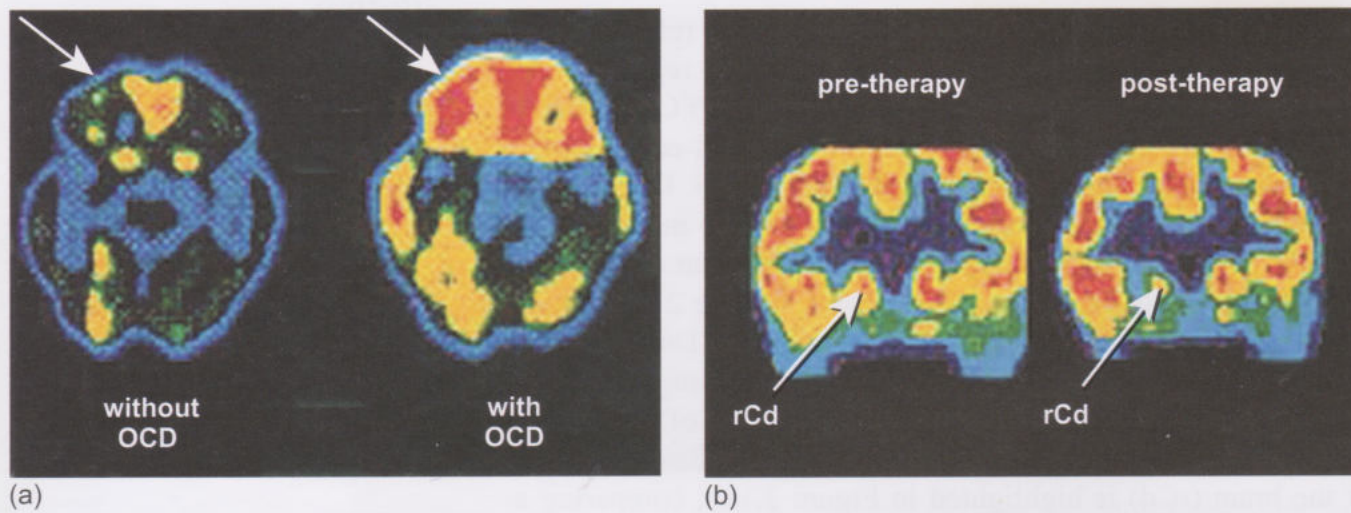 without
OCD
with
OCD
(a)
pre-therapy
post-therapy
rCd
rCd
(b)